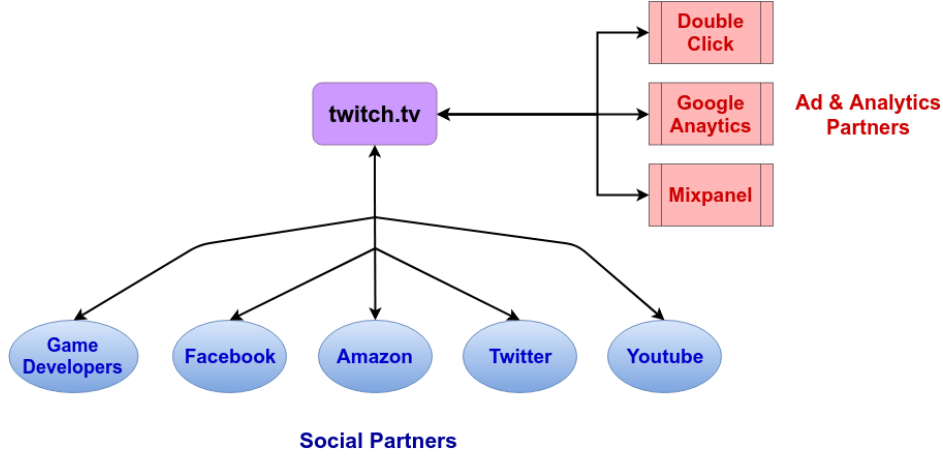 Double
Click
twitch.tv
Google
Anaytics
Ad & Analytics
Partners
Mixpanel
Game
Developers
Facebook
Amazon
Twitter
Youtube
Social Partners